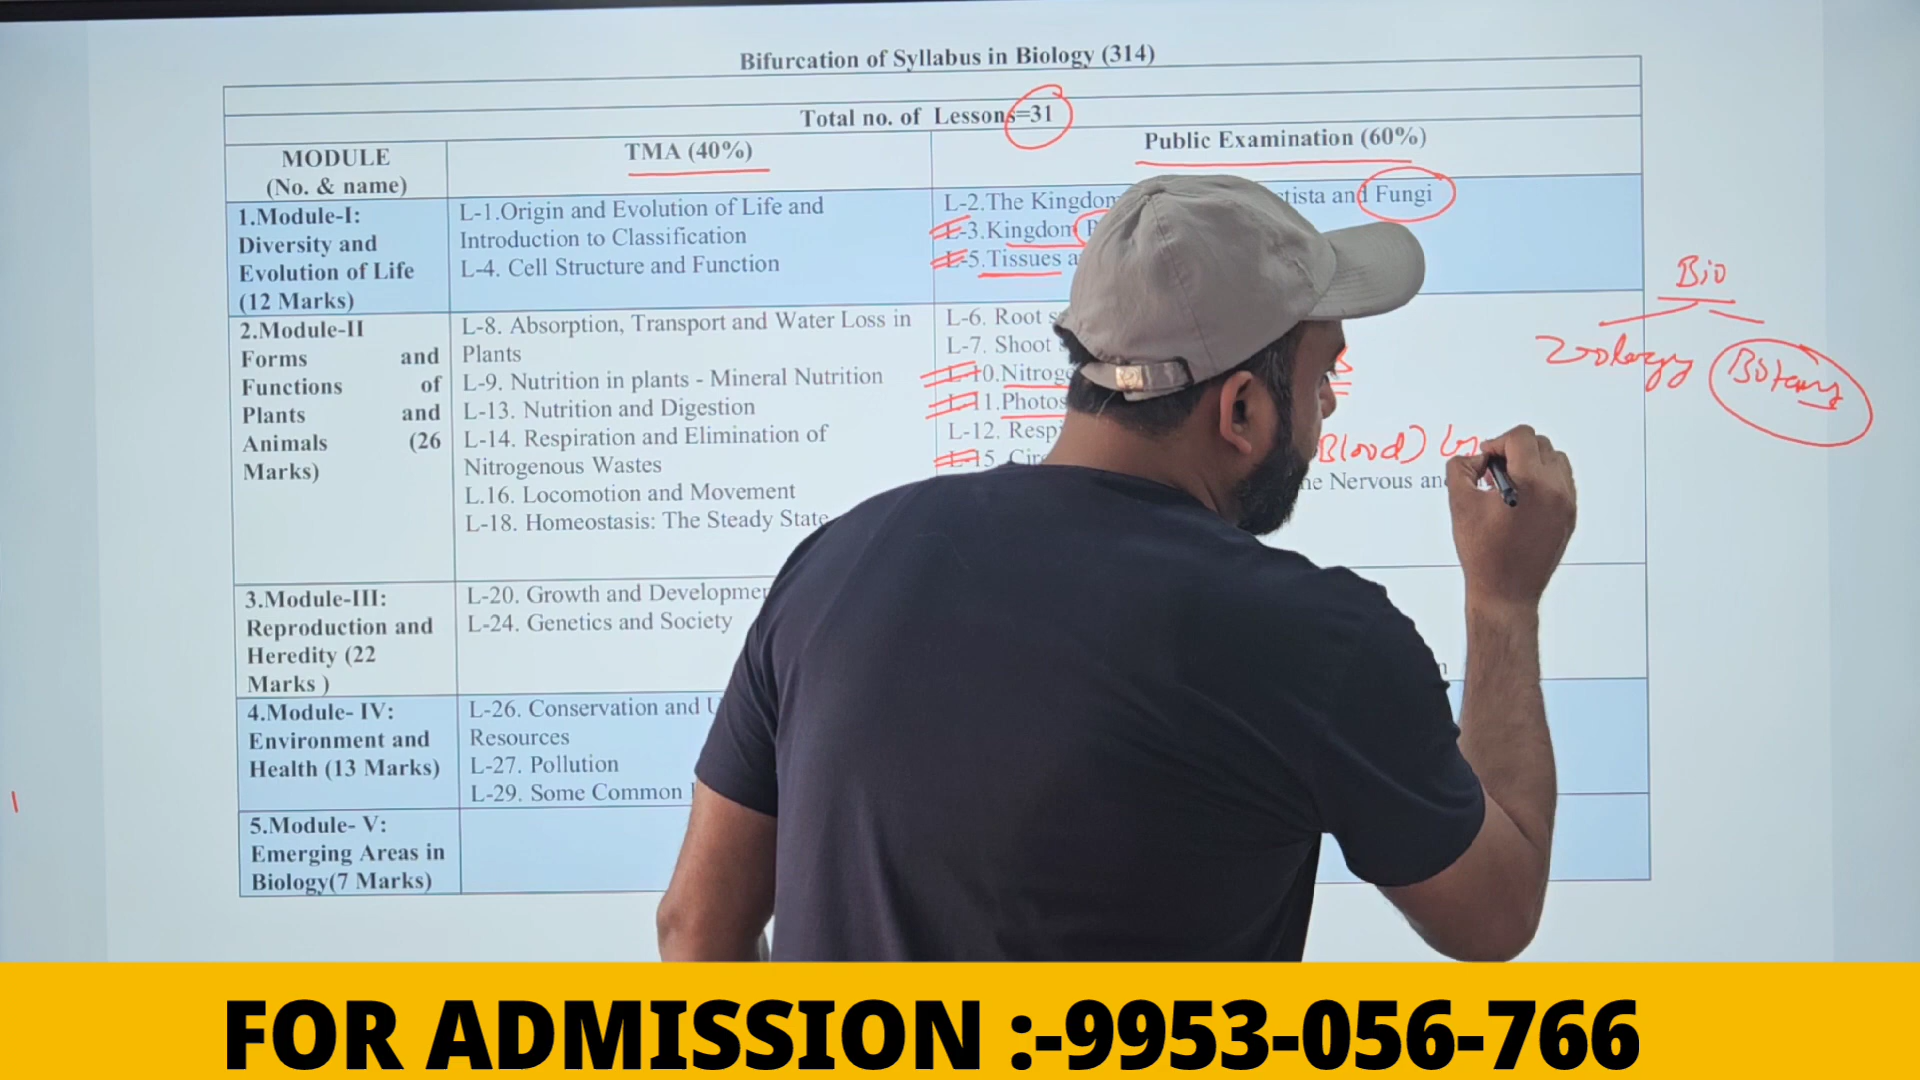 Bifurcation of Syllabus in Biology (314)
Total no. of Lessons=31
MODULE
(No. & name)
TMA (40%)
Public Examination (60%)
1.Module-I:
Diversity and
Evolution of Life
(12 Marks)
L-1.Origin and Evolution of Life and
Introduction to Classification
L-4. Cell Structure and Function
L-2.The Kingdom
and Fungi
L-3.Kingdom
L-5.Tissues
2.Module-II
Forms and
Functions of
Plants and
Animals (26
Marks)
L-8. Absorption, Transport and Water Loss in
Plants
L-9. Nutrition in plants - Mineral Nutrition
L-13. Nutrition and Digestion
L-14. Respiration and Elimination of
Nitrogenous Wastes
L.16. Locomotion and Movement
L-18. Homeostasis: The Steady State
L-6. Root
L-7. Shoot
L-10.
L-11.
L-12.
L-15.
Blood)
Nervous
Bio
Zoology Botany
3.Module-III:
Reproduction and
Heredity (22
Marks )
L-20. Growth and
L-24. Genetics and Society
4.Module- IV:
Environment and
Health (13 Marks)
L-26. Conservation and
Resources
L-27. Pollution
L-29. Some Common
5.Module- V:
Emerging Areas in
Biology(7 Marks)
FOR ADMISSION :-9953-056-766